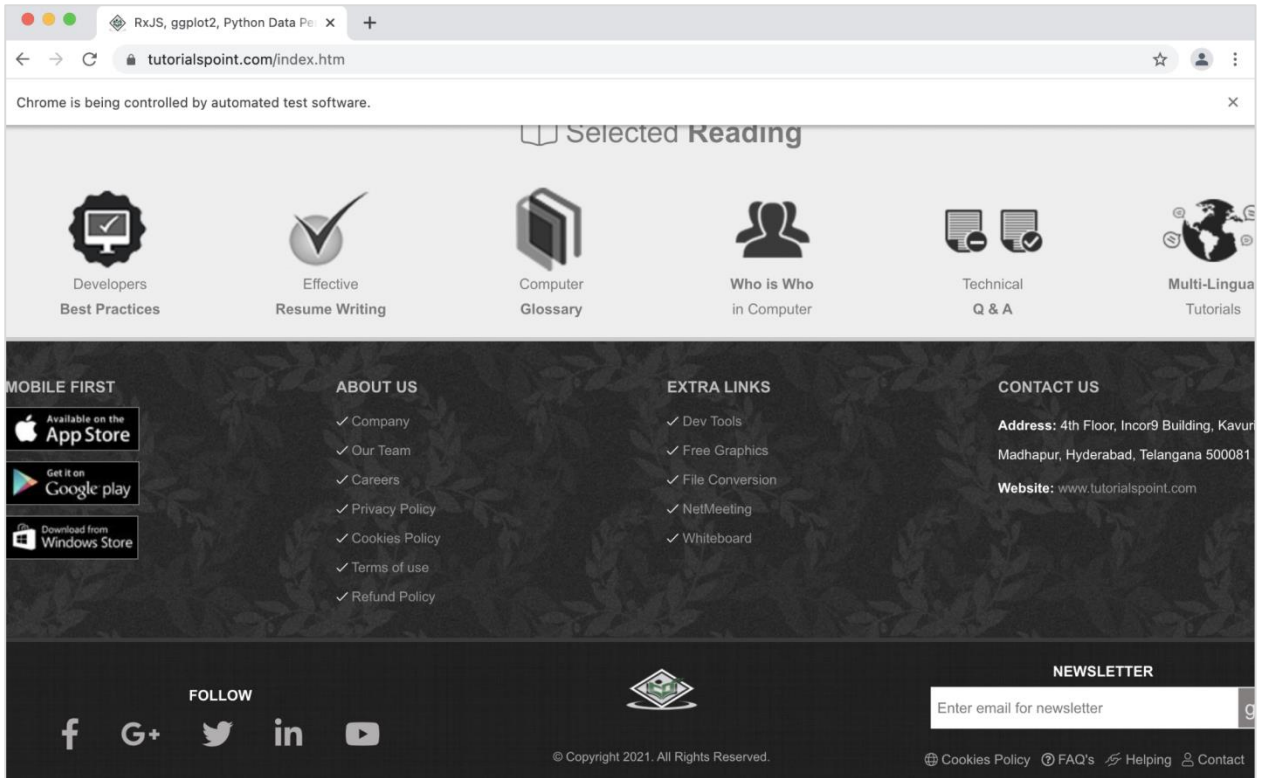 RxJS, ggplot2, Python Data Pe
tutorialspoint.com/index.htm
Chrome is being controlled by automated test software.
Selected Reading
Developers
Best Practices
Effective
Resume Writing
Computer
Glossary
Who is Who
in Computer
Technical
Q & A
Multi-Lingua
Tutorials
MOBILE FIRST
Available on the
App Store
Get it on
Google play
Download from
Windows Store
ABOUT US
Company
Our Team
Careers
Privacy Policy
Cookies Policy
Terms of use
Refund Policy
EXTRA LINKS
Dev Tools
Free Graphics
File Conversion
NetMeeting
Whiteboard
CONTACT US
Address: 4th Floor, Incor9 Building, Kavuri
Madhapur, Hyderabad, Telangana 500081
Website: www.tutorialspoint.com
FOLLOW
f G+ in
© Copyright 2021. All Rights Reserved.
NEWSLETTER
Enter email for newsletter
g
Cookies Policy FAQ's Helping Contact